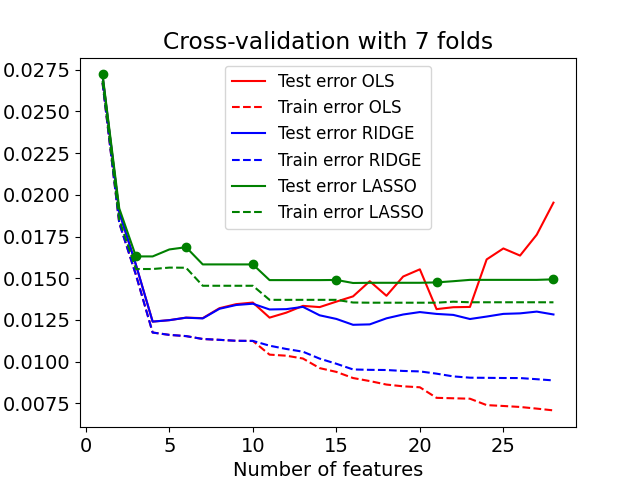 Cross-validation with 7 folds
0.0275
0.0250
0.0225
0.0200
0.0175
0.0150
0.0125
0.0100
0.0075
Test error OLS
Train error OLS
Test error RIDGE
Train error RIDGE
Test error LASSO
Train error LASSO
0 5 10 15 20 25
Number of features